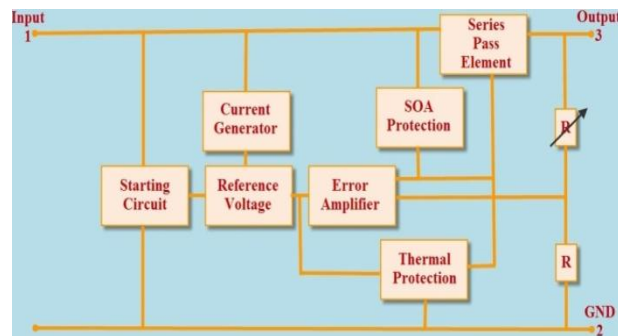 Input
1
Series
Pass
Element
Output
3
Current
Generator
SOA
Protection
R
Starting
Circuit
Reference
Voltage
Error
Amplifier
Thermal
Protection
R
GND
2